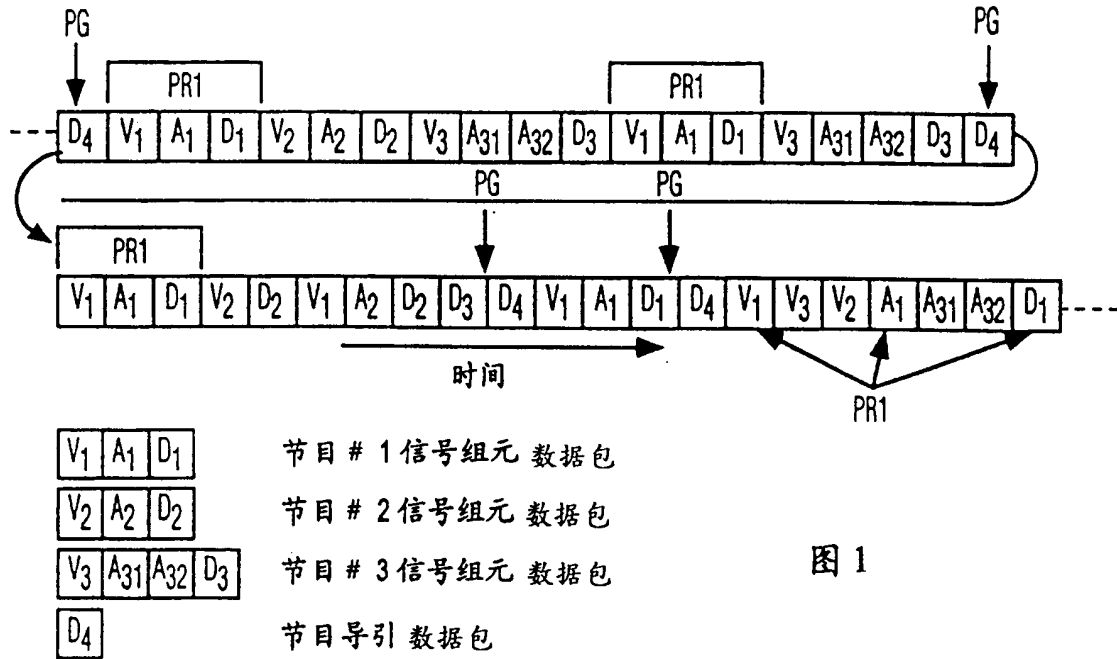 PG PG
PR1 PR1
D4 V1 A1 D1 V2 A2 D2 V3 A31 A32 D3 V1 A1 D1 V3 A31 A32 D3 D4
PG PG
PR1
V1 A1 D1 V2 D2 V1 A2 D2 D3 D4 V1 A1 D1 D4 V1 V3 V2 A1 A31 A32 D1
时间
PR1
V1 A1 D1 节目 # 1 信号组元 数据包
V2 A2 D2 节目 # 2 信号组元 数据包
V3 A31 A32 D3 节目 # 3 信号组元 数据包
D4 节目导引 数据包
图 1